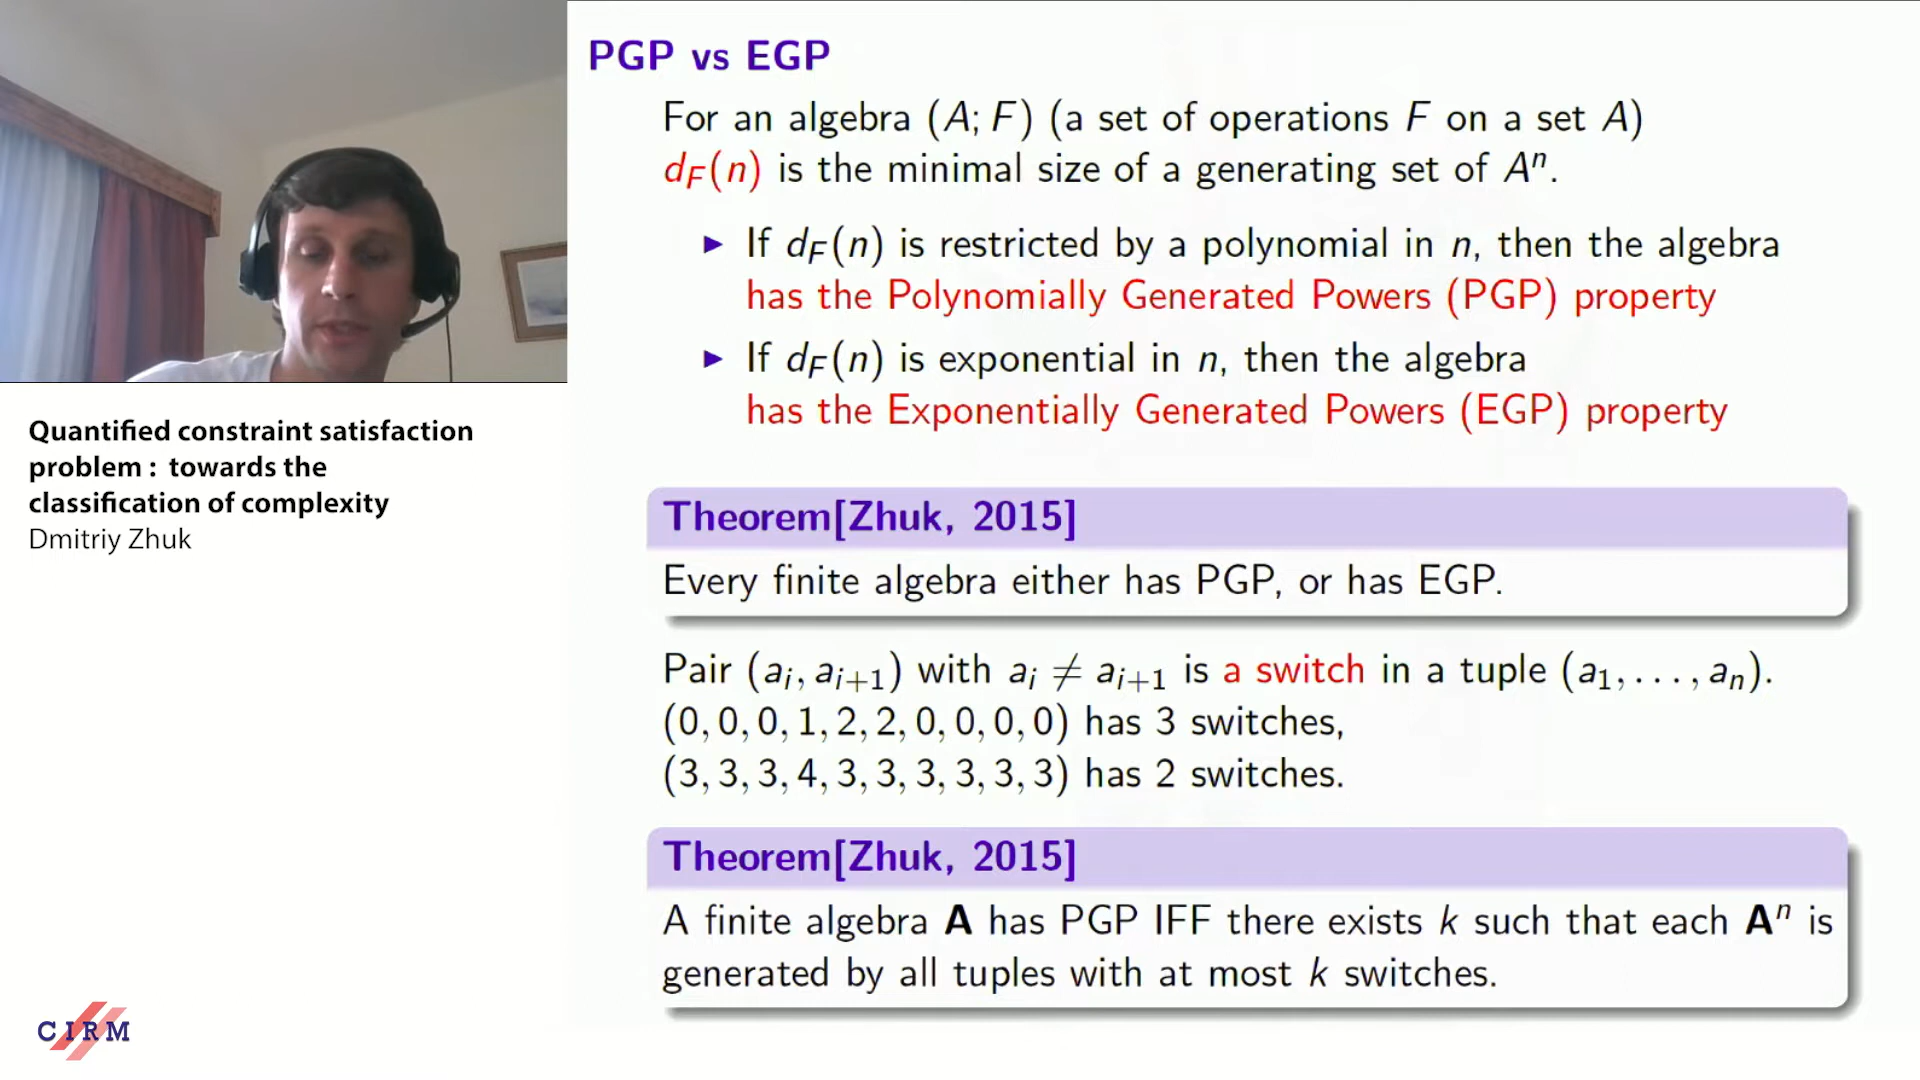 PGP vs EGP
For an algebra (A; F) (a set of operations F on a set A)
d_F(n) is the minimal size of a generating set of Aⁿ.
▶ If d_F(n) is restricted by a polynomial in n, then the algebra
has the Polynomially Generated Powers (PGP) property
▶ If d_F(n) is exponential in n, then the algebra
has the Exponentially Generated Powers (EGP) property
Theorem[Zhuk, 2015]
Every finite algebra either has PGP, or has EGP.
Pair (a_i, a_{i+1}) with a_i ≠ a_{i+1} is a switch in a tuple (a_1, . . . , a_n).
(0, 0, 0, 1, 2, 2, 0, 0, 0, 0) has 3 switches,
(3, 3, 3, 4, 3, 3, 3, 3, 3, 3) has 2 switches.
Theorem[Zhuk, 2015]
A finite algebra A has PGP IFF there exists k such that each Aⁿ is
generated by all tuples with at most k switches.
Quantified constraint satisfaction
problem : towards the
classification of complexity
Dmitriy Zhuk
CIRM